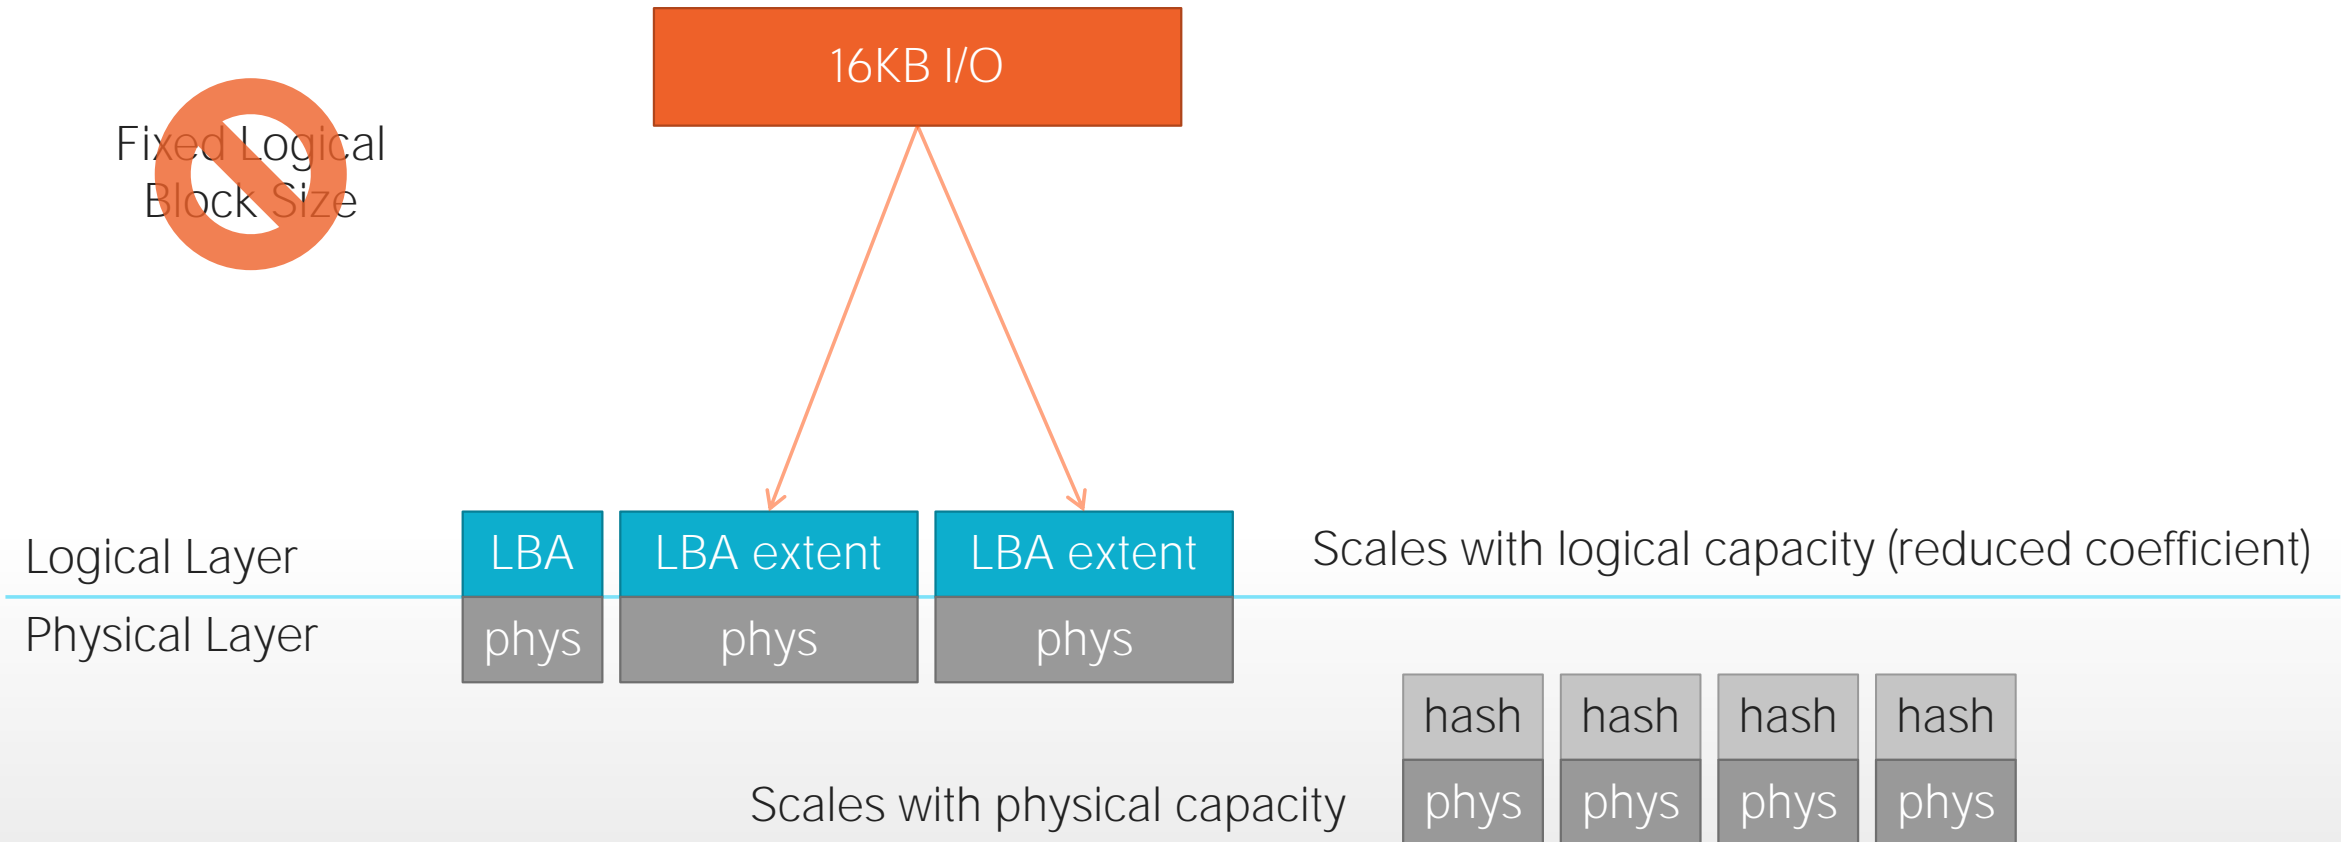 16KB I/O
Fixed Logical
Block Size
Logical Layer
LBA
LBA extent
LBA extent
Scales with logical capacity (reduced coefficient)
Physical Layer
phys
phys
phys
hash
hash
hash
hash
Scales with physical capacity
phys
phys
phys
phys